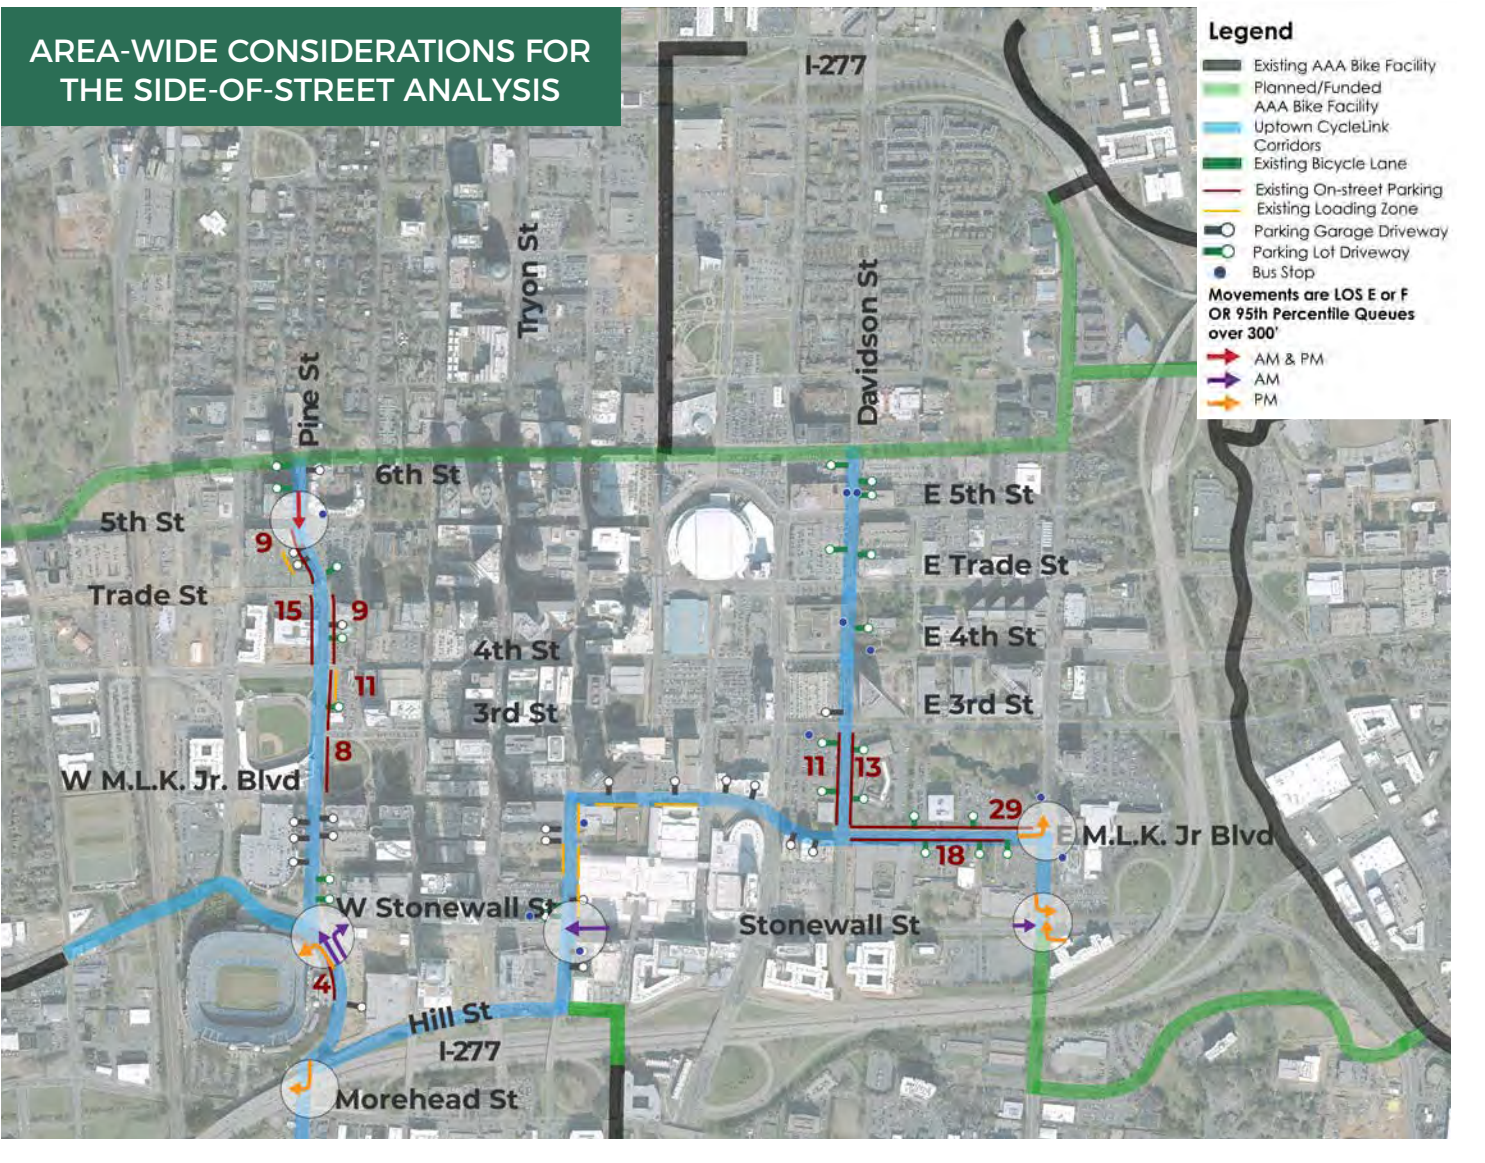 AREA-WIDE CONSIDERATIONS FOR
THE SIDE-OF-STREET ANALYSIS
Legend
Existing AAA Bike Facility
Planned/Funded
AAA Bike Facility
Uptown CycleLink
Corridors
Existing Bicycle Lane
Existing On-street Parking
Existing Loading Zone
Parking Garage Driveway
Parking Lot Driveway
Bus Stop
Movements are LOS E or F
OR 95th Percentile Queues
over 300'
AM & PM
AM
PM
I-277
Tryon St
Davidson St
Pine St
6th St
5th St
E 5th St
9
E Trade St
Trade St
15
9
4th St
E 4th St
11
3rd St
E 3rd St
8
11
13
W M.L.K. Jr. Blvd
29
E M.L.K. Jr Blvd
18
W Stonewall St
Stonewall St
4
Hill St
I-277
Morehead St